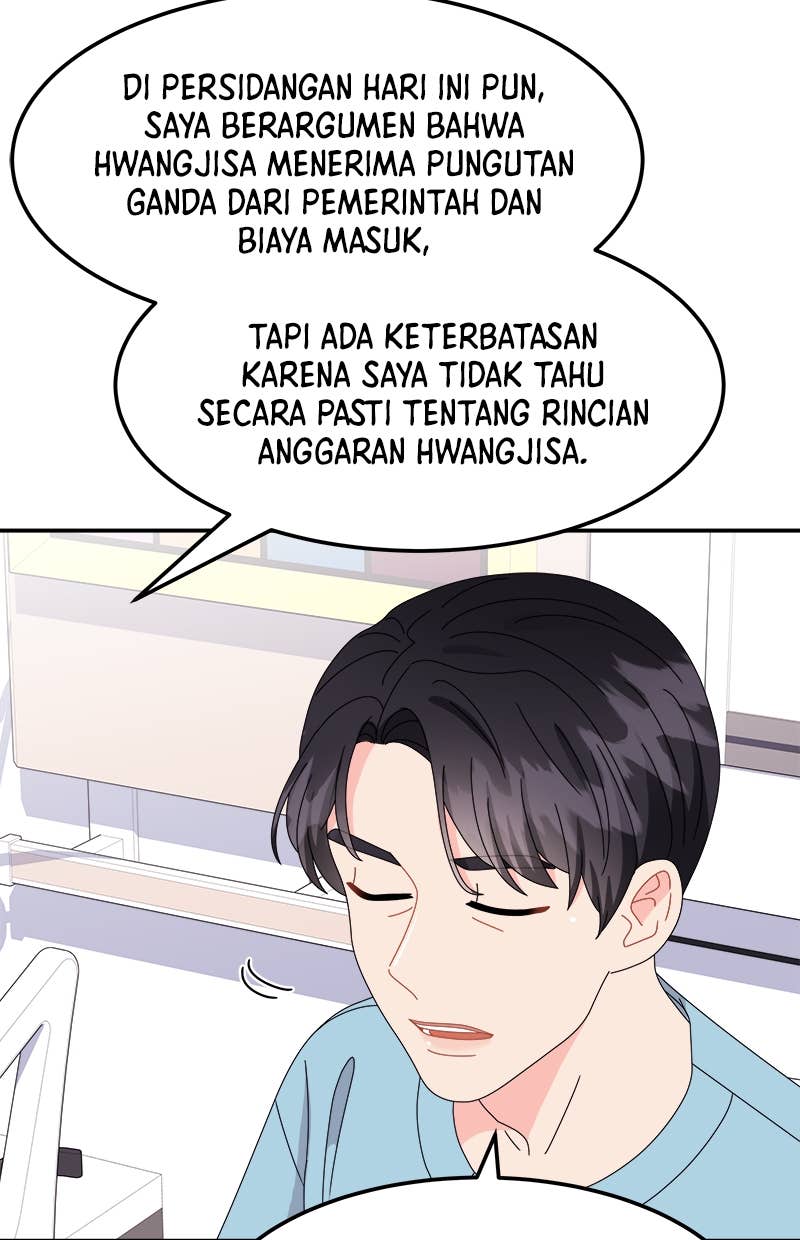 DI PERSIDANGAN HARI INI PUN,
SAYA BERARGUMEN BAHWA
HWANGJISA MENERIMA PUNGUTAN
GANDA DARI PEMERINTAH DAN
BIAYA MASUK,
TAPI ADA KETERBATASAN
KARENA SAYA TIDAK TAHU
SECARA PASTI TENTANG RINCIAN
ANGGARAN HWANGJISA.